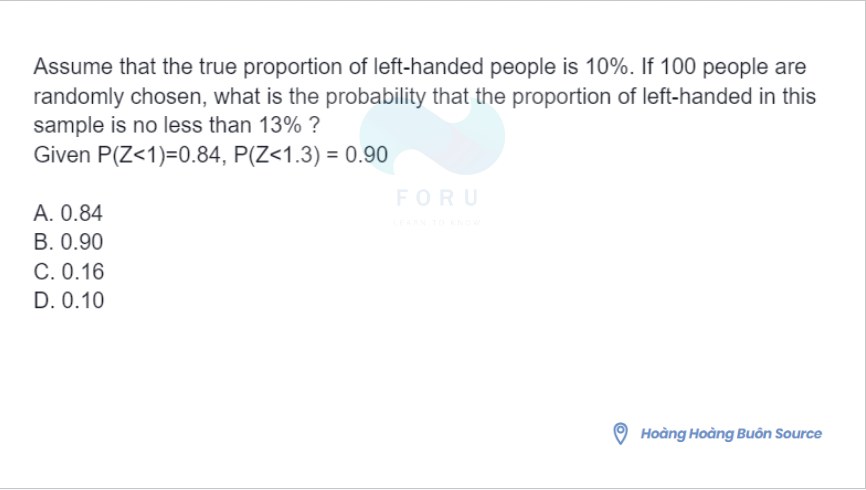 Assume that the true proportion of left-handed people is 10%. If 100 people are
randomly chosen, what is the probability that the proportion of left-handed in this
sample is no less than 13% ?
Given P(Z<1)=0.84, P(Z<1.3) = 0.90
FORU
A. 0.84
B. 0.90
C. 0.16
D. 0.10
Hoàng Hoàng Buôn Source